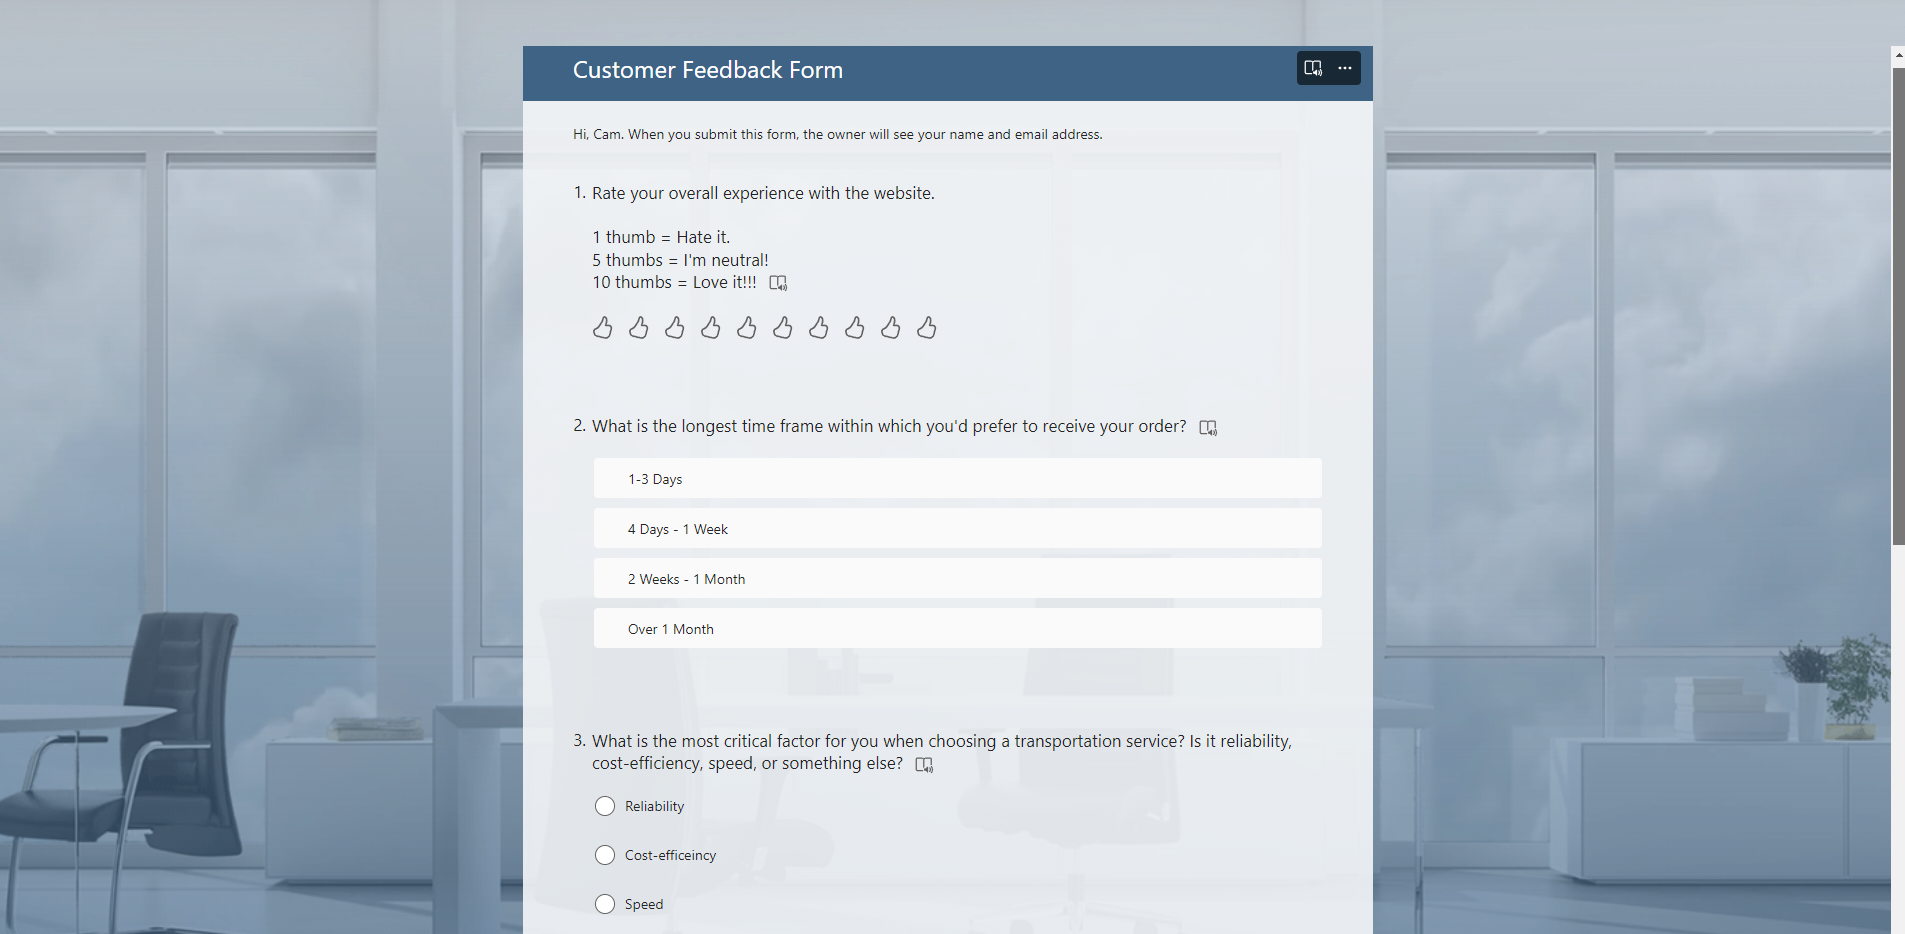 Customer Feedback Form
Hi, Cam. When you submit this form, the owner will see your name and email address.
1. Rate your overall experience with the website.
1 thumb = Hate it.
5 thumbs = I'm neutral!
10 thumbs = Love it!!!
2. What is the longest time frame within which you'd prefer to receive your order?
1-3 Days
4 Days - 1 Week
2 Weeks - 1 Month
Over 1 Month
3. What is the most critical factor for you when choosing a transportation service? Is it reliability,
cost-efficiency, speed, or something else?
Reliability
Cost-efficeincy
Speed